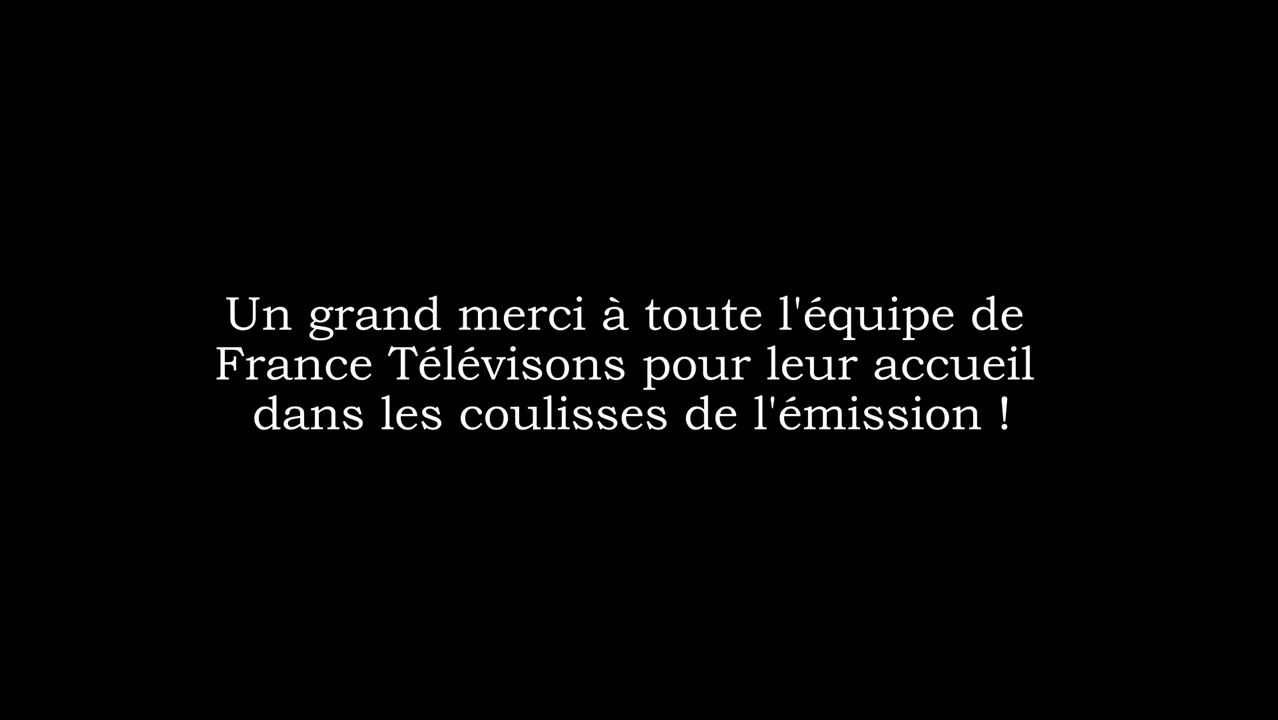 Un grand merci à toute l'équipe de
France Télévisons pour leur accueil
dans les coulisses de l'émission !